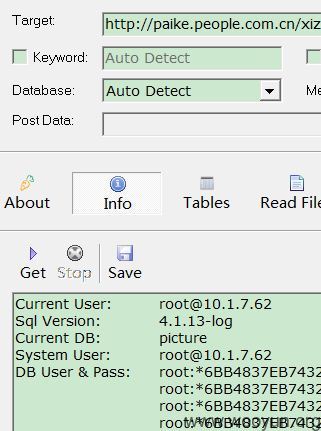 Target: http://paike.people.com.cn/xiz
Keyword: Auto Detect
Database: Auto Detect Me
Post Data:
About Info Tables Read File
Get Stop Save
Current User: root@10.1.7.62
Sql Version: 4.1.13-log
Current DB: picture
System User: root@10.1.7.62
DB User & Pass: root:*6BB4837EB7432
root:*6BB4837EB7432
root:*6BB4837EB7432
root:*6BB4837EB7432